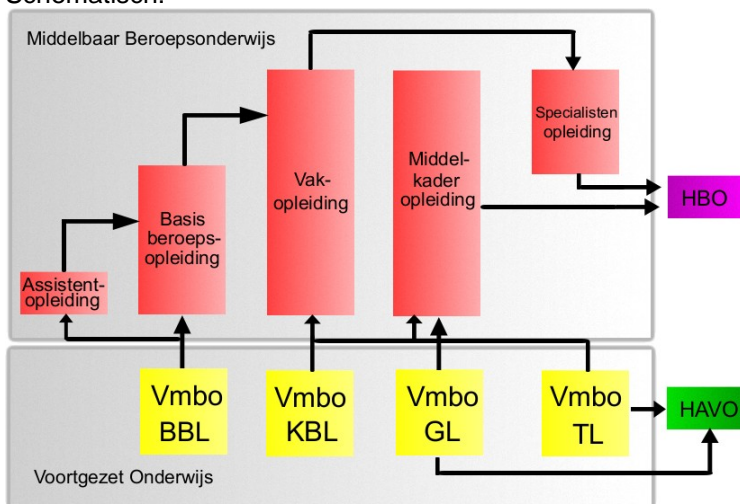 Schematisch:
Middelbaar Beroepsonderwijs
Specialisten
opleiding
Middel-
kader
opleiding
Vak-
opleiding
HBO
Basis
beroeps-
opleiding
Assistent-
opleiding
Vmbo
BBL
Vmbo
KBL
Vmbo
GL
Vmbo
TL
HAVO
Voortgezet Onderwijs